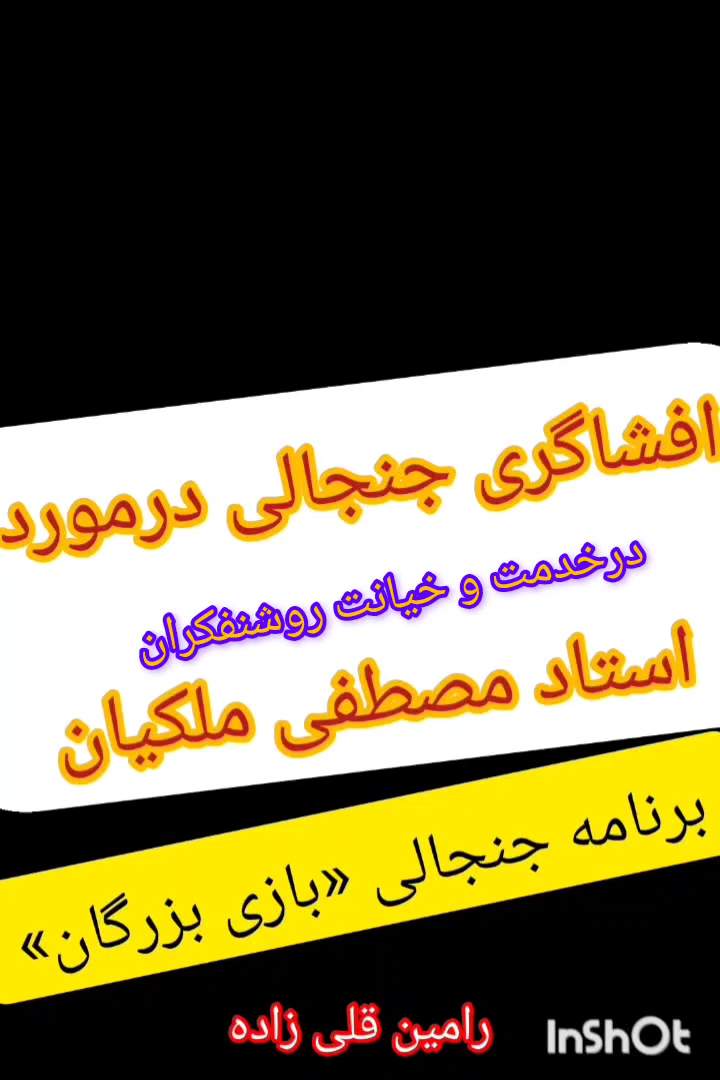 افشاگری جنجالی درمورد
درخدمت و خیانت روشنفکران
استاد مصطفی ملکیان
برنامه جنجالی «بازی بزرگان»
رامین قلی زاده
InShOt